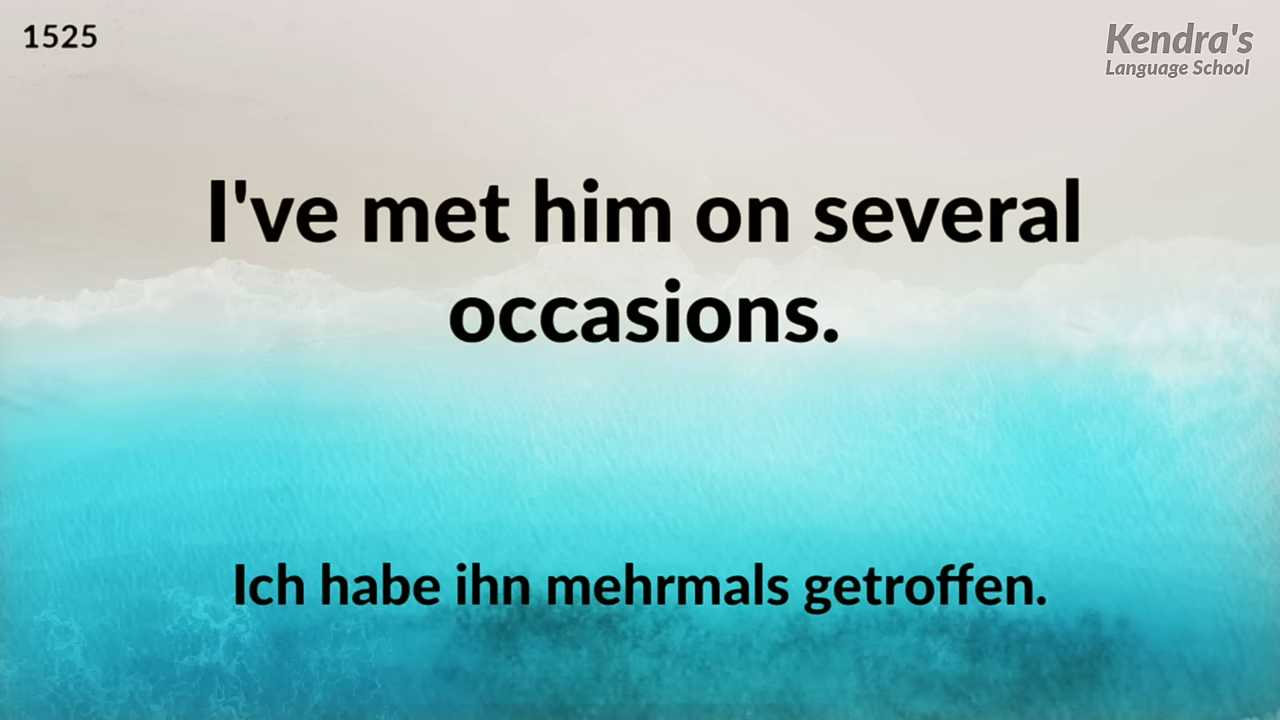 1525
Kendra's
Language School
I've met him on several
occasions.
Ich habe ihn mehrmals getroffen.